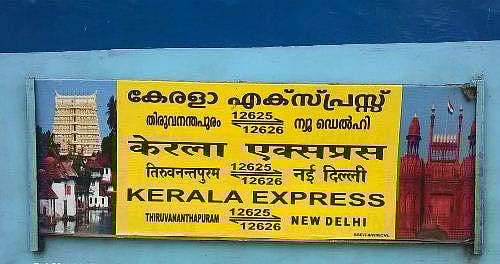 കേരളാ എക്സ്പ്രസ്സ്
തിരുവനന്തപുരം 12625 12626 ന്യൂ ഡെൽഹി
केरला एक्सप्रस
तिरुवनन्तपुरम 12625 12626 नई दिल्ली
KERALA EXPRESS
THIRUVANANTHAPURAM 12625 12626 NEW DELHI